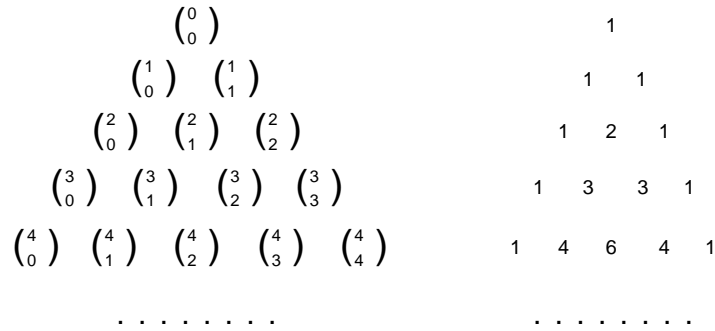 (0 0) 1
(1 0) (1 1) 1 1
(2 0) (2 1) (2 2) 1 2 1
(3 0) (3 1) (3 2) (3 3) 1 3 3 1
(4 0) (4 1) (4 2) (4 3) (4 4) 1 4 6 4 1
. . . . . . . . . . . . . . . .